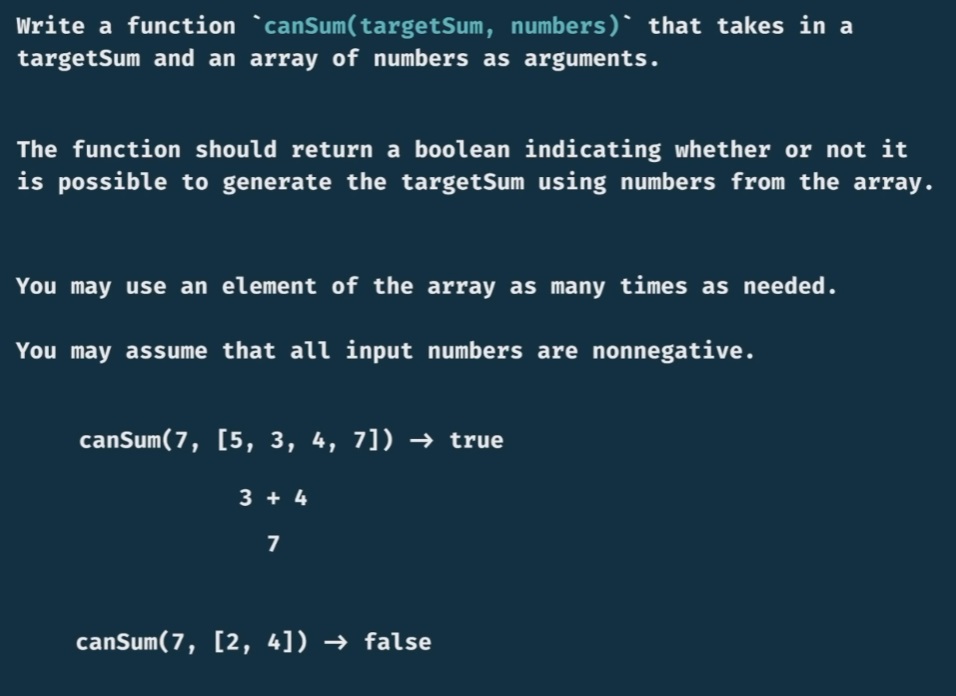 Write a function `canSum(targetSum, numbers)` that takes in a
targetSum and an array of numbers as arguments.
The function should return a boolean indicating whether or not it
is possible to generate the targetSum using numbers from the array.
You may use an element of the array as many times as needed.
You may assume that all input numbers are nonnegative.
canSum(7, [5, 3, 4, 7]) → true
3 + 4
7
canSum(7, [2, 4]) → false